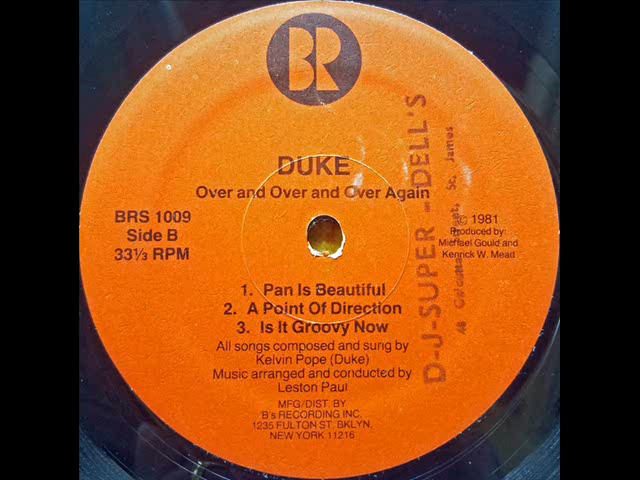 BR
DUKE
Over and Over and Over Again
BRS 1009
Side B
33⅓ RPM
© 1981
Produced by:
Michael Gould and
Kenrick W. Mead
1. Pan Is Beautiful
2. A Point Of Direction
3. Is It Groovy Now
All songs composed and sung by
Kelvin Pope (Duke)
Music arranged and conducted by
Leston Paul
MFG/DIST. BY
B's RECORDING INC.
1235 FULTON ST. BKLYN.
NEW YORK 11216
D-J-SUPER-DELL'S
48 Calcutta Street, St. James